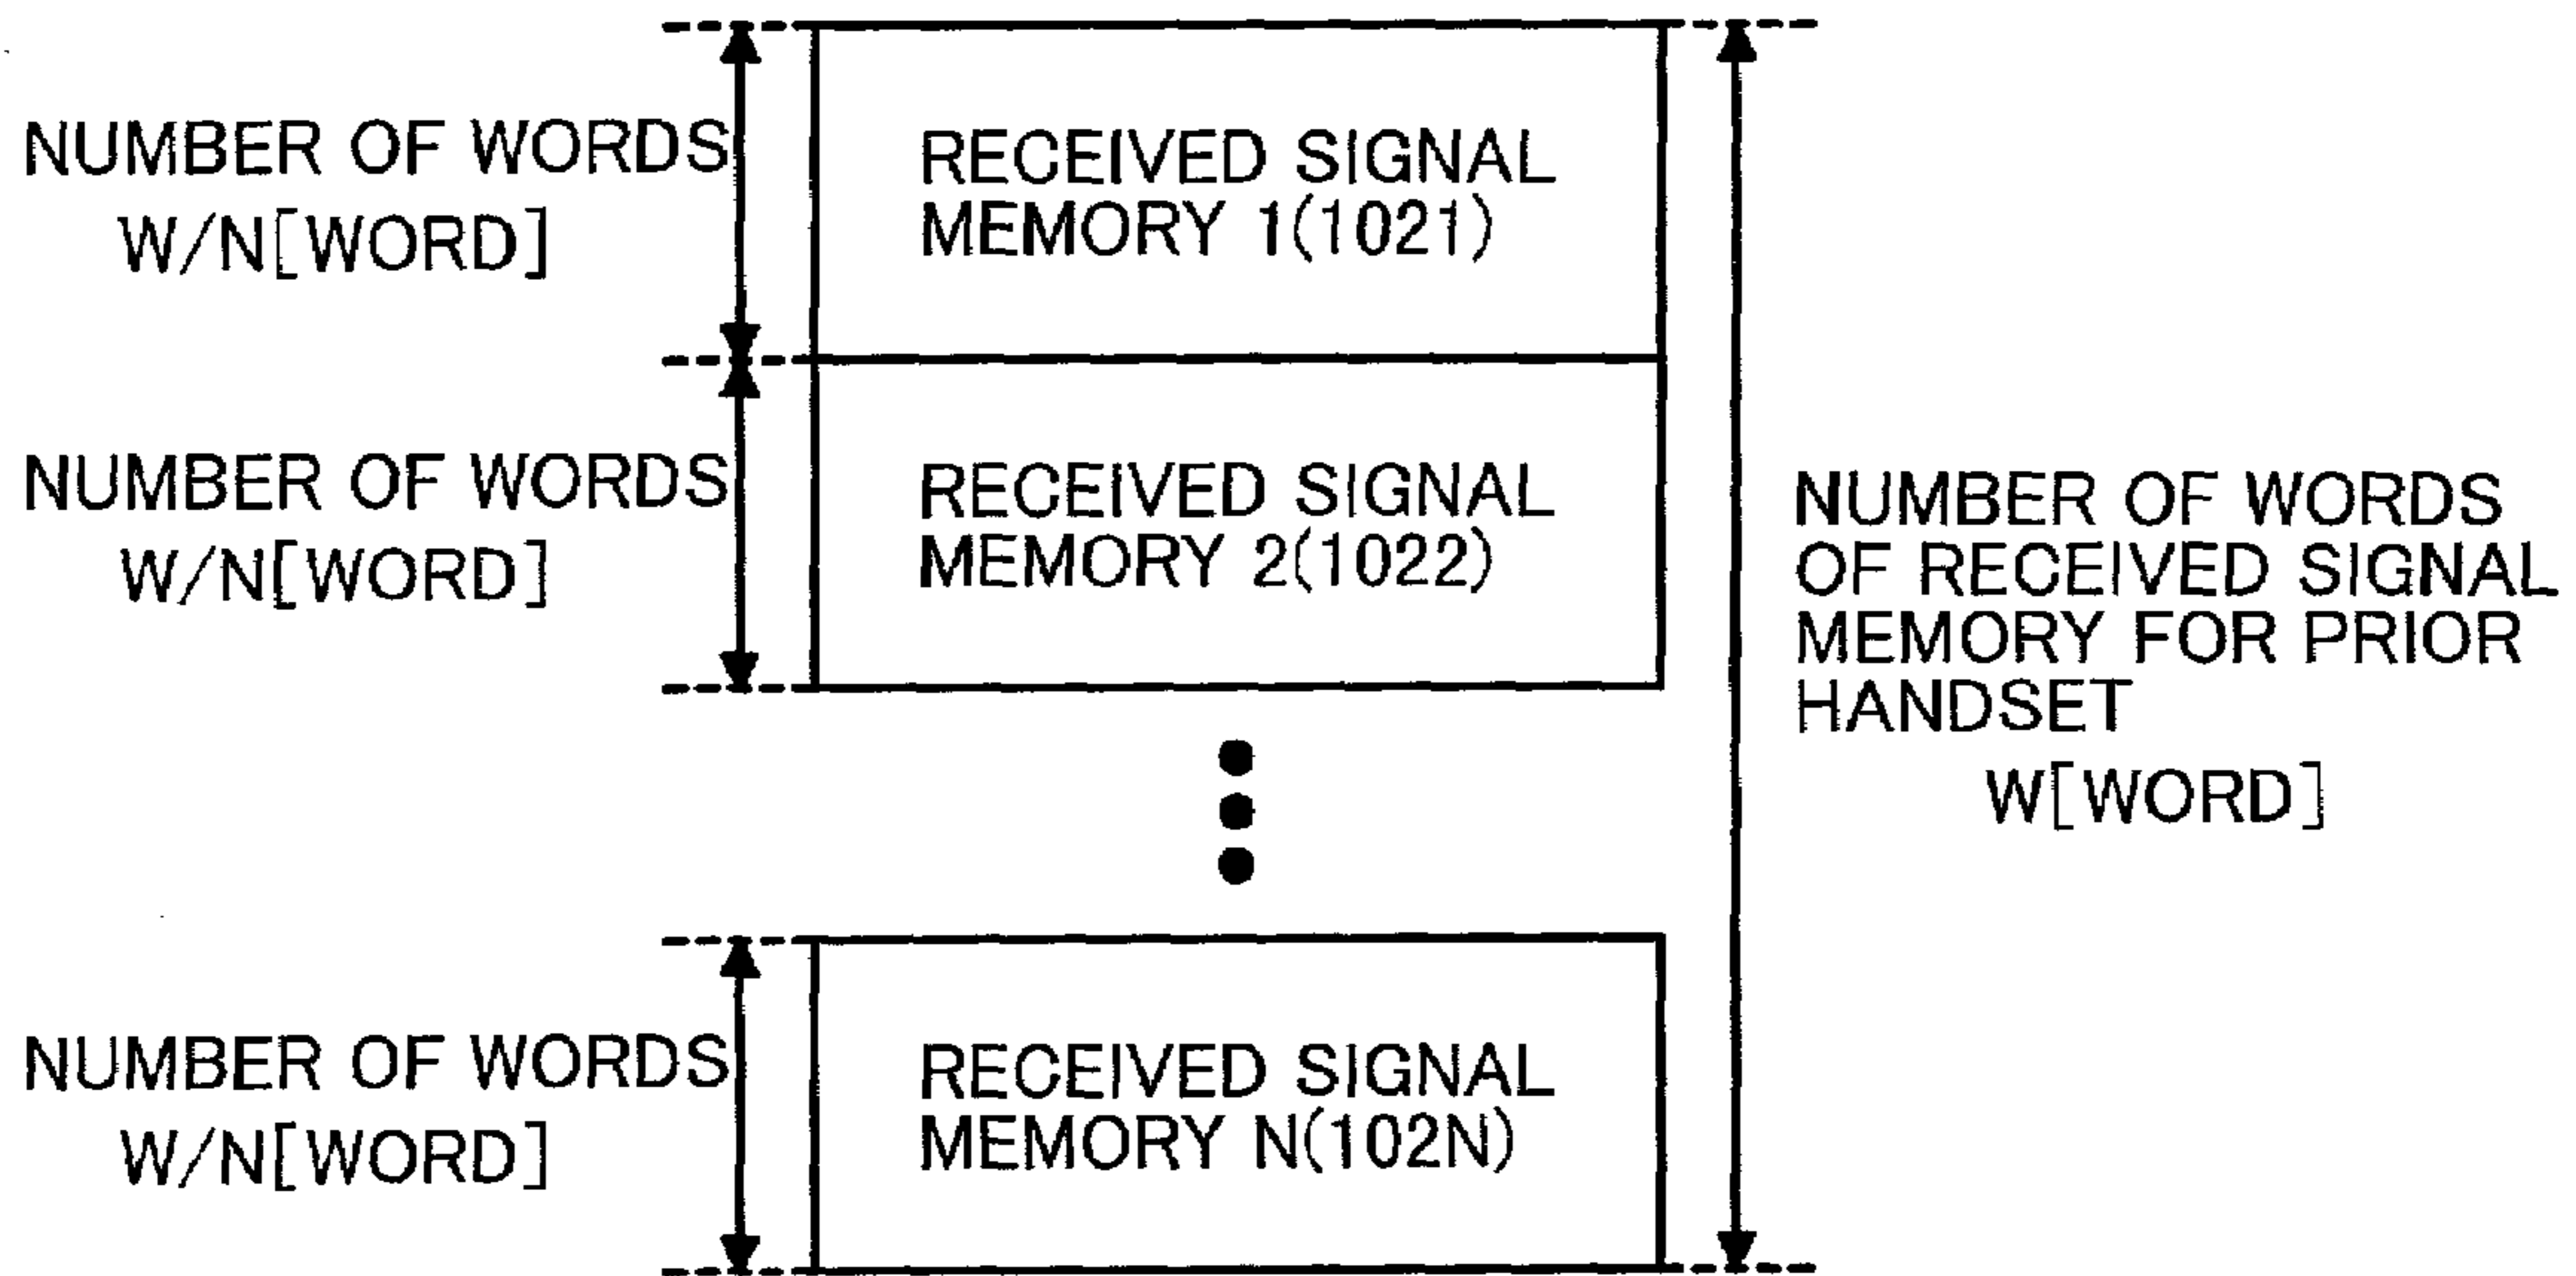 NUMBER OF WORDS
W/N[WORD]
RECEIVED SIGNAL
MEMORY 1(1021)
NUMBER OF WORDS
W/N[WORD]
RECEIVED SIGNAL
MEMORY 2(1022)
NUMBER OF WORDS
OF RECEIVED SIGNAL
MEMORY FOR PRIOR
HANDSET
W[WORD]
NUMBER OF WORDS
W/N[WORD]
RECEIVED SIGNAL
MEMORY N(102N)